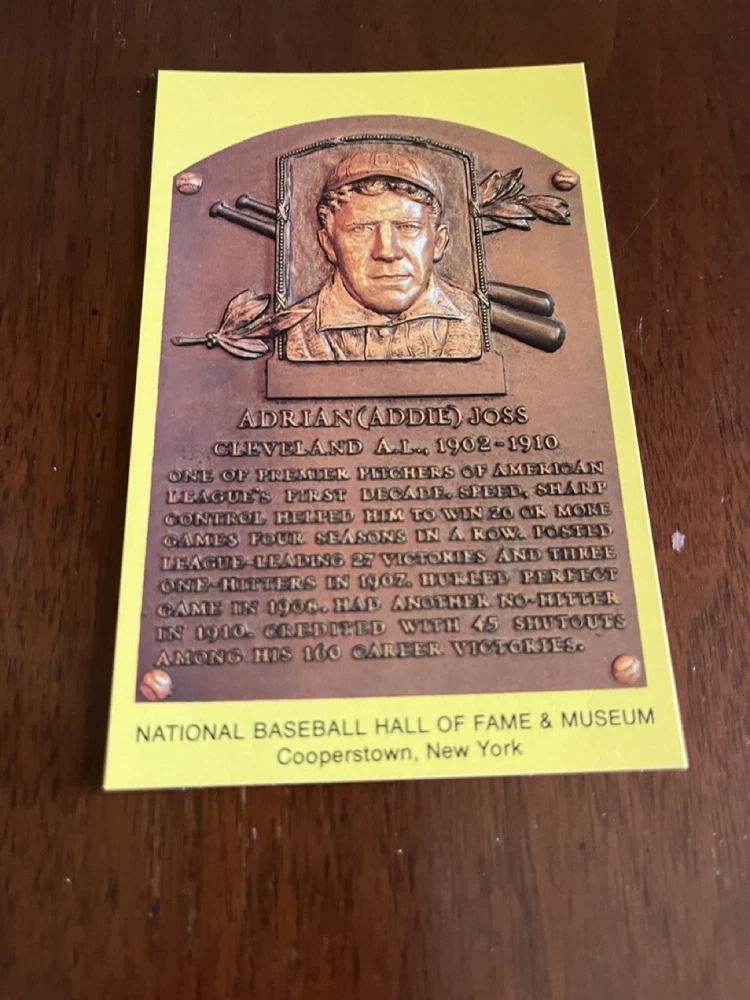 ADRIAN (ADDIE) JOSS
CLEVELAND A.L., 1902-1910
ONE OF PREMIER PITCHERS OF AMERICAN
LEAGUE'S FIRST DECADE. SPEED, SHARP
CONTROL HELPED HIM TO WIN 20 OR MORE
GAMES FOUR SEASONS IN A ROW. POSTED
LEAGUE-LEADING 27 VICTORIES AND THREE
ONE-HITTERS IN 1907. HURLED PERFECT
GAME IN 1908. HAD ANOTHER NO-HITTER
IN 1910. CREDITED WITH 45 SHUTOUTS
AMONG HIS 160 CAREER VICTORIES.
NATIONAL BASEBALL HALL OF FAME & MUSEUM
Cooperstown, New York